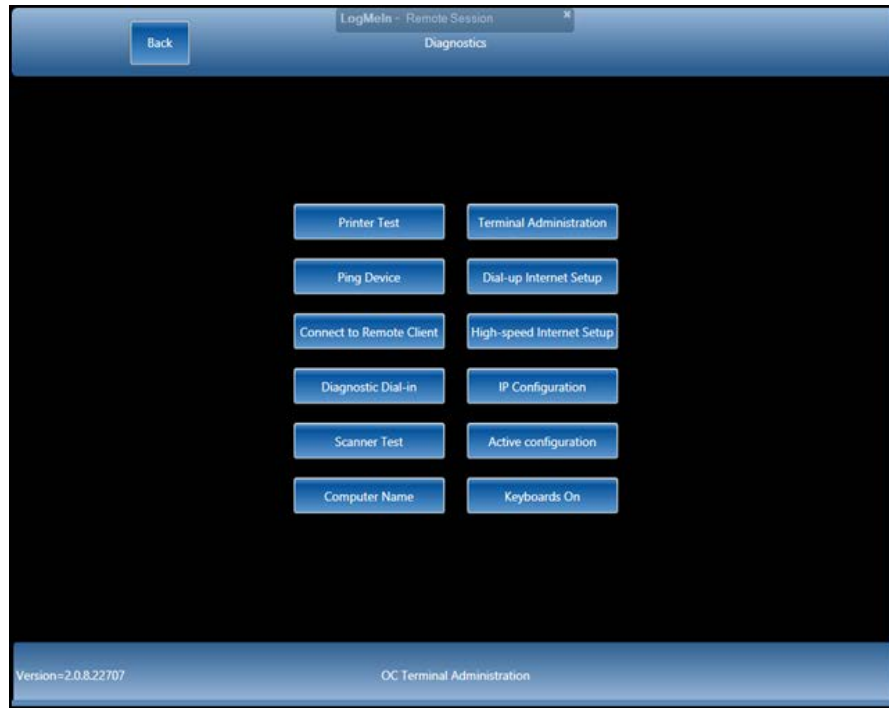 LogMeIn - Remote Session
Back
Diagnostics
Printer Test
Terminal Administration
Ping Device
Dial-up Internet Setup
Connect to Remote Client
High-speed Internet Setup
Diagnostic Dial-in
IP Configuration
Scanner Test
Active configuration
Computer Name
Keyboards On
Version=2.0.8.22707
OC Terminal Administration